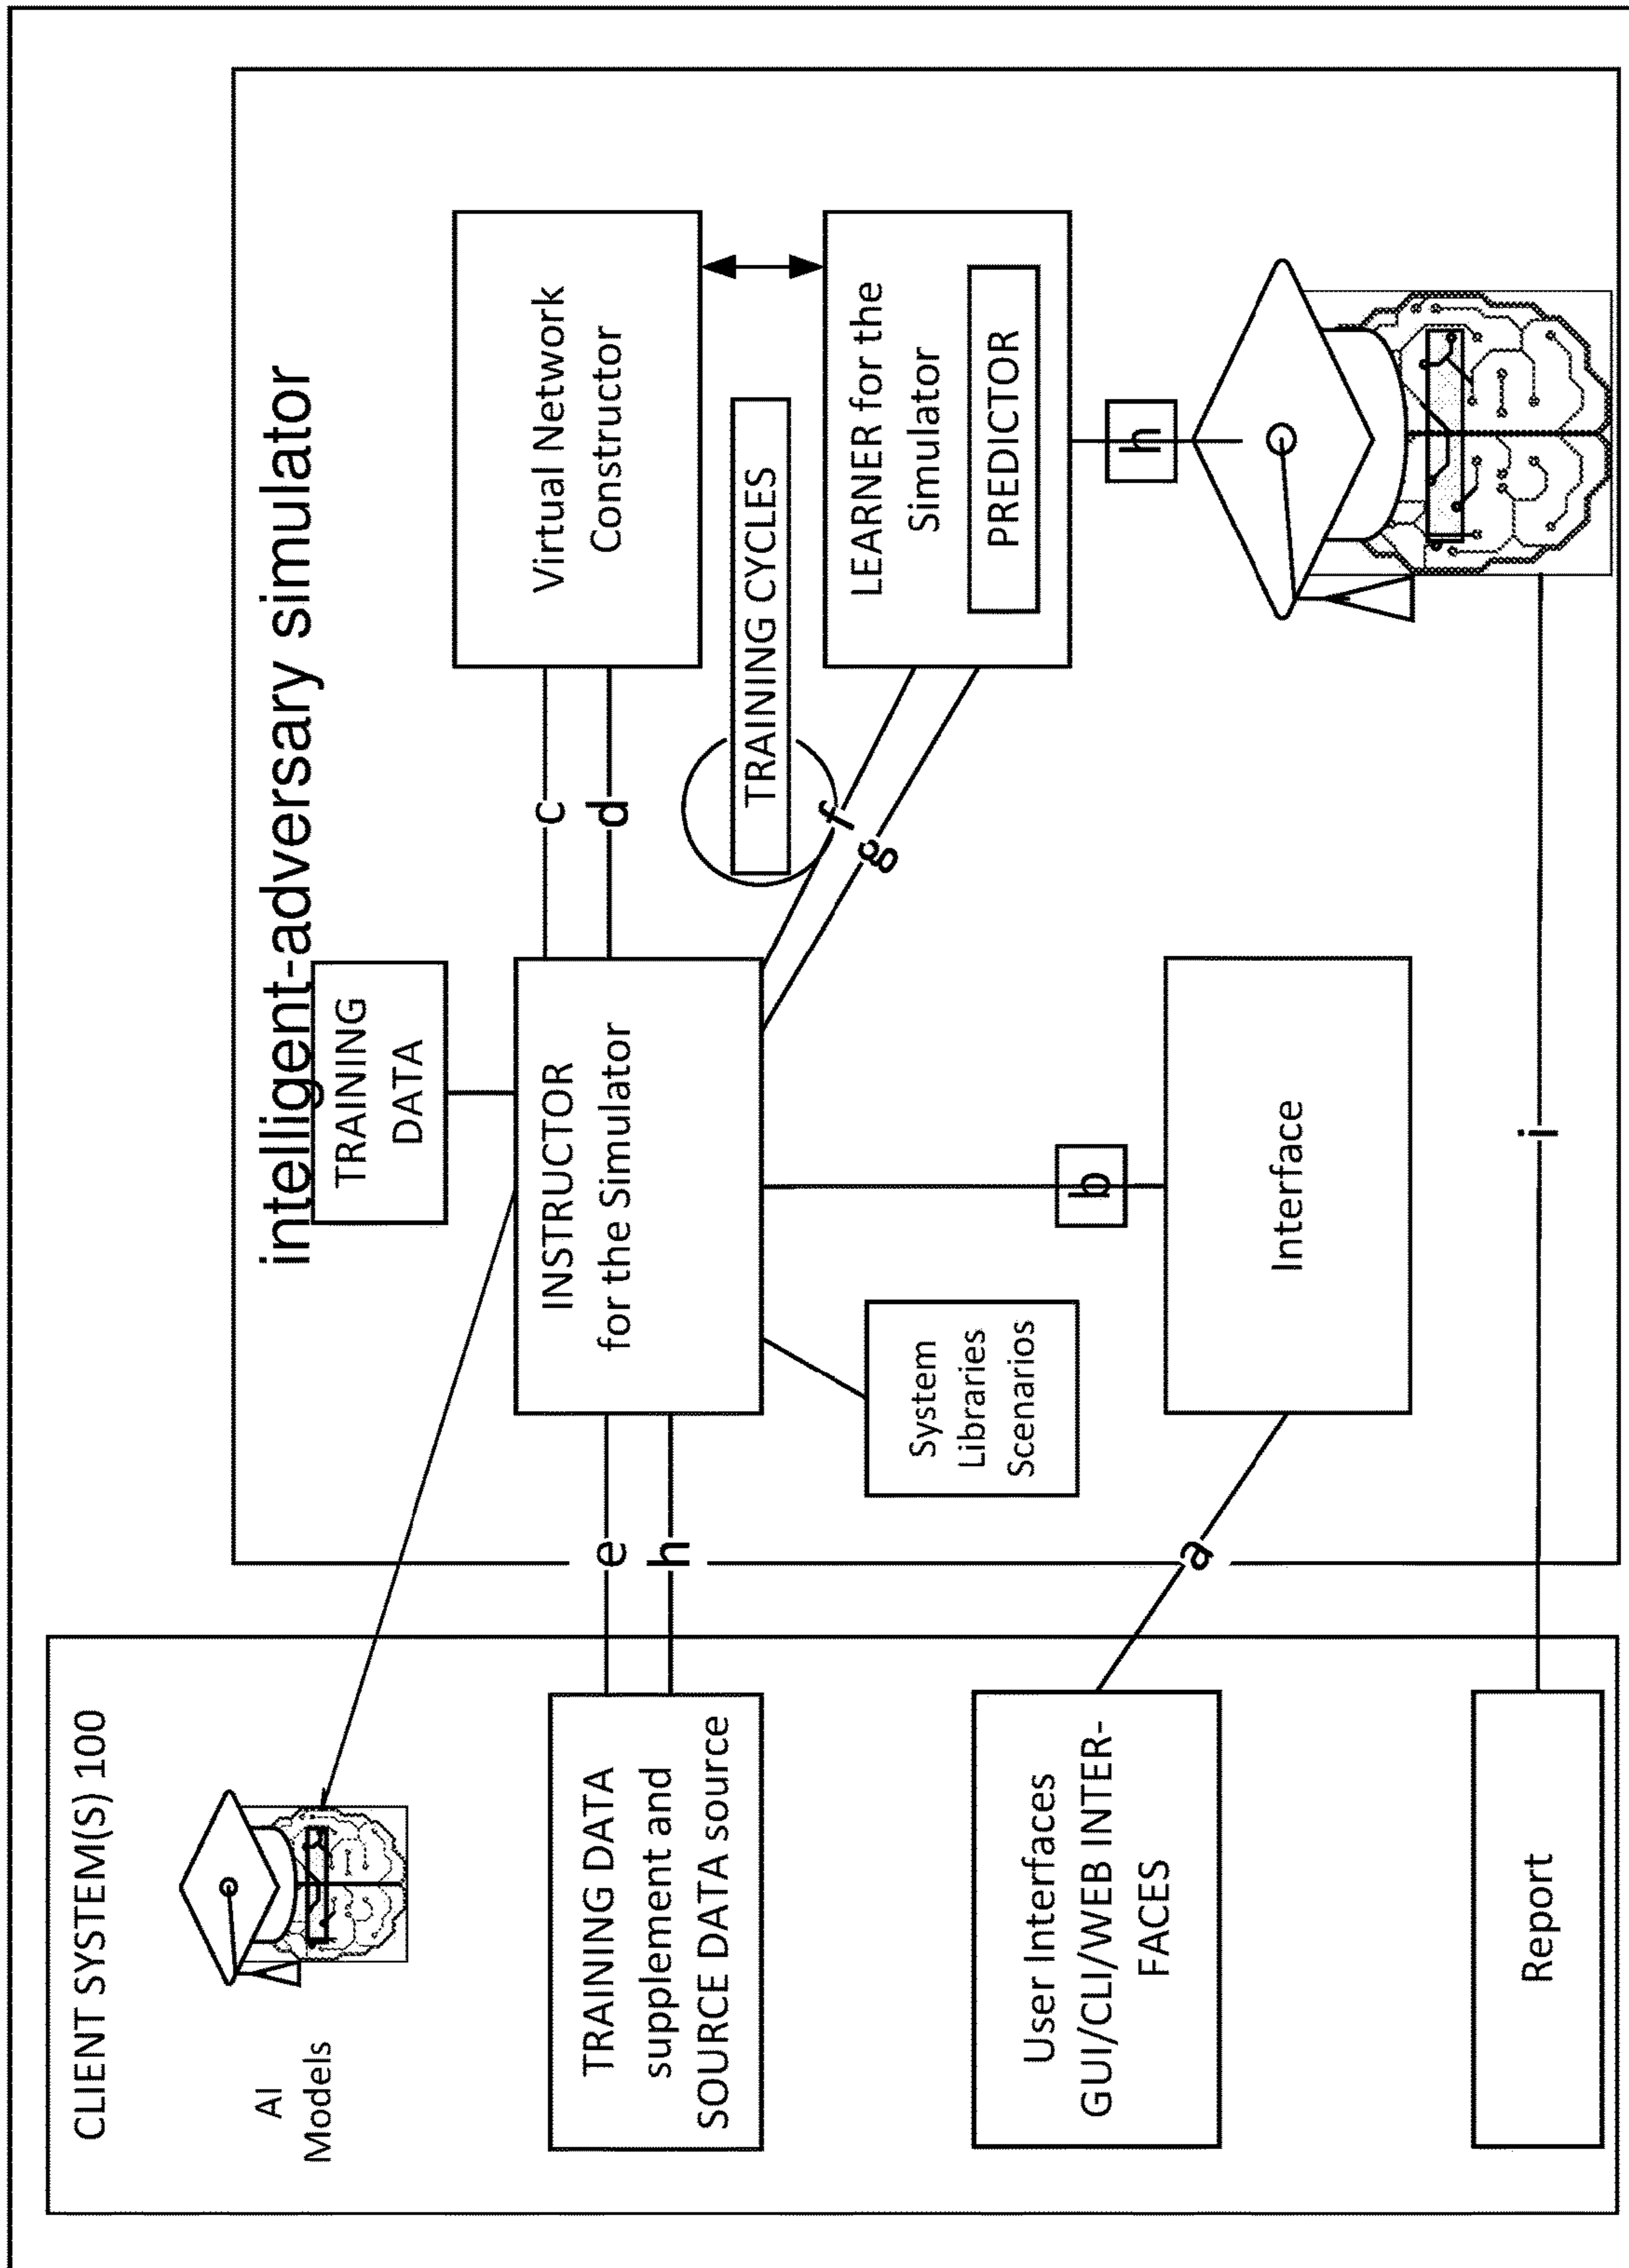 CLIENT SYSTEM(S) 100
AI
Models
TRAINING DATA
supplement and
SOURCE DATA source
User Interfaces
GUI/CLI/WEB INTER-
FACES
Report
intelligent-adversary simulator
TRAINING
DATA
INSTRUCTOR
for the Simulator
System
Libraries
Scenarios
Interface
Virtual Network
Constructor
TRAINING CYCLES
LEARNER for the
Simulator
PREDICTOR
e
h
a
b
c
d
f
g
h
i